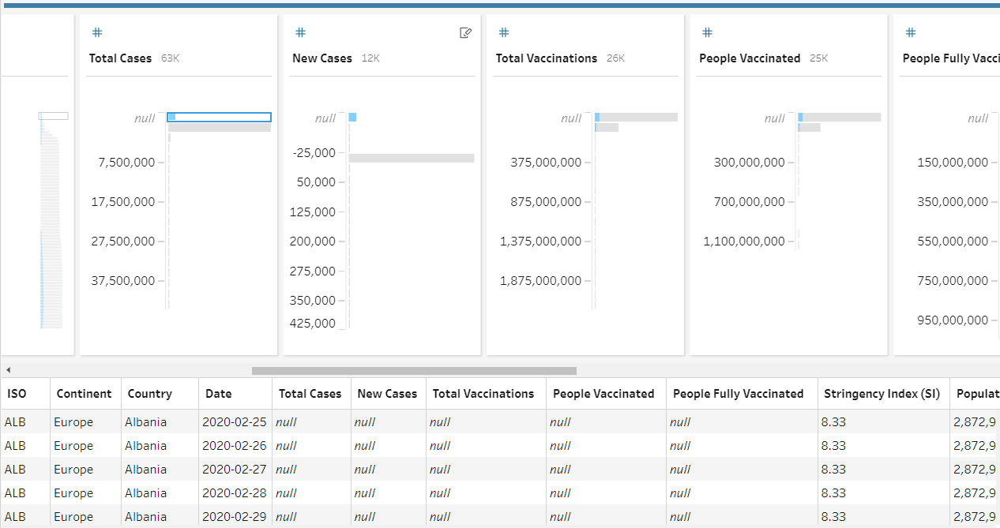 Total Cases 63K
New Cases 12K
Total Vaccinations 26K
People Vaccinated 25K
People Fully Vacci
null
7,500,000
17,500,000
27,500,000
37,500,000
null
-25,000
50,000
125,000
200,000
275,000
350,000
425,000
null
375,000,000
875,000,000
1,375,000,000
1,875,000,000
null
300,000,000
700,000,000
1,100,000,000
null
150,000,000
350,000,000
550,000,000
750,000,000
950,000,000
ISO Continent Country Date Total Cases New Cases Total Vaccinations People Vaccinated People Fully Vaccinated Stringency Index (SI) Populat
ALB Europe Albania 2020-02-25 null null null null null 8.33 2,872,9
ALB Europe Albania 2020-02-26 null null null null null 8.33 2,872,9
ALB Europe Albania 2020-02-27 null null null null null 8.33 2,872,9
ALB Europe Albania 2020-02-28 null null null null null 8.33 2,872,9
ALB Europe Albania 2020-02-29 null null null null null 8.33 2,872,9